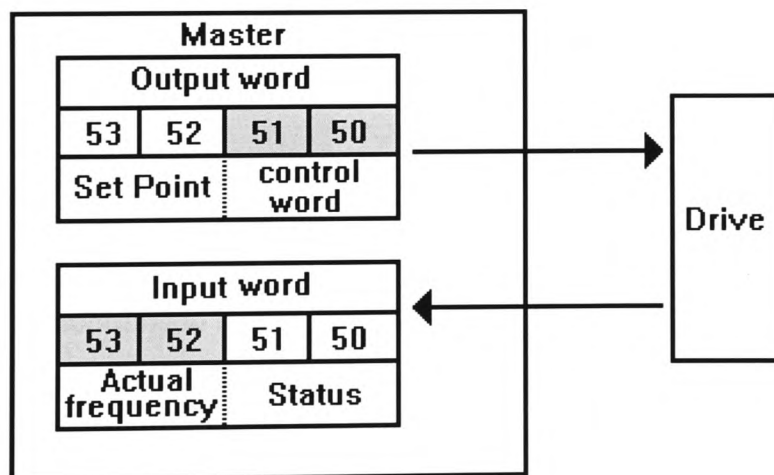 Master
Output word
53 52 51 50
Set Point control word
Drive
Input word
53 52 51 50
Actual frequency Status